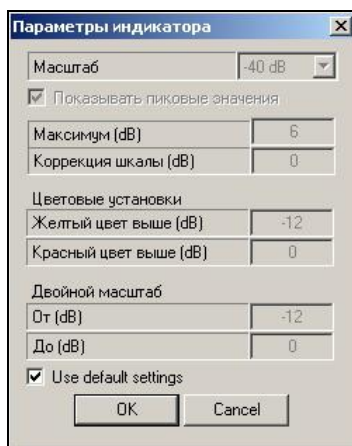 Параметры индикатора
Масштаб -40 dB
Показывать пиковые значения
Максимум (dB) 6
Коррекция шкалы (dB) 0
Цветовые установки
Желтый цвет выше (dB) -12
Красный цвет выше (dB) 0
Двойной масштаб
От (dB) -12
До (dB) 0
Use default settings
OK Cancel